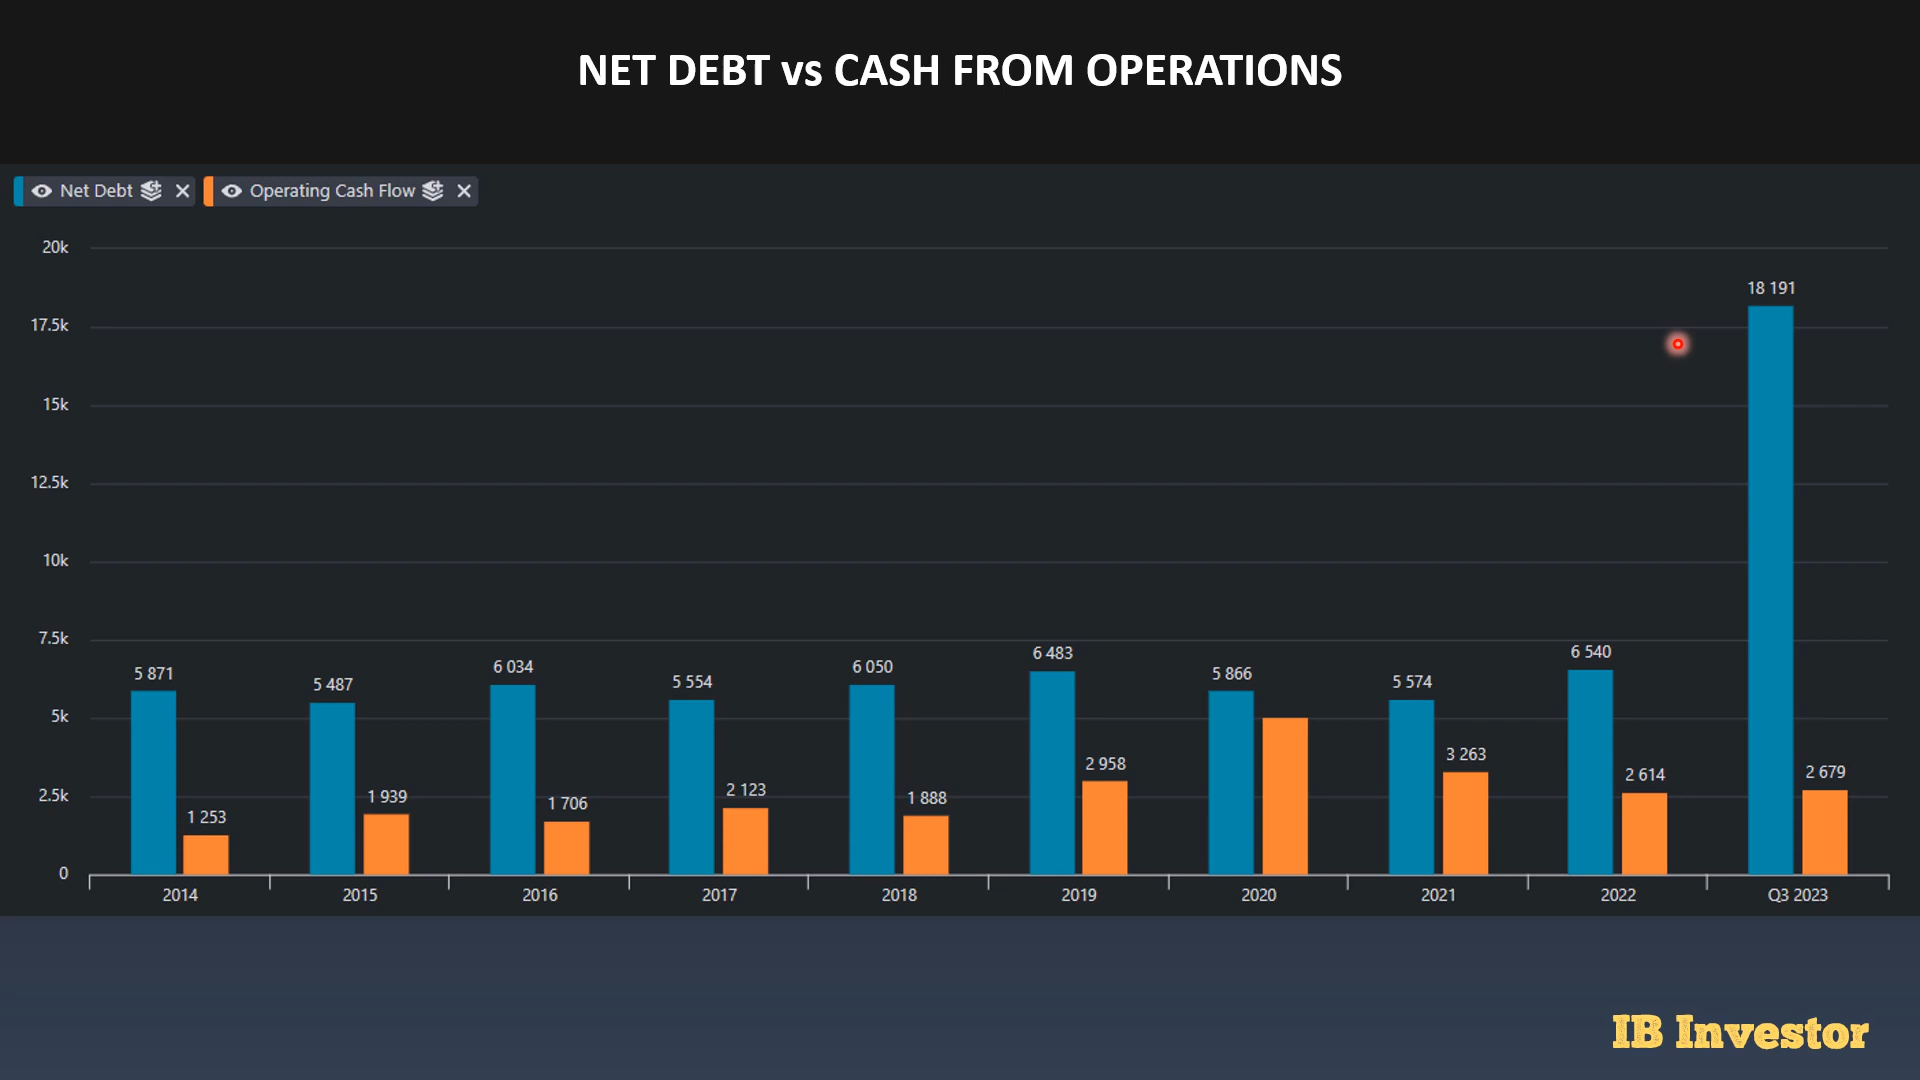 NET DEBT vs CASH FROM OPERATIONS
Net Debt
Operating Cash Flow
20k
17.5k
15k
12.5k
10k
7.5k
5k
2.5k
0
5 871
1 253
5 487
1 939
6 034
1 706
5 554
2 123
6 050
1 888
6 483
2 958
5 866
5 574
3 263
6 540
2 614
18 191
2 679
2014 2015 2016 2017 2018 2019 2020 2021 2022 Q3 2023
IB Investor